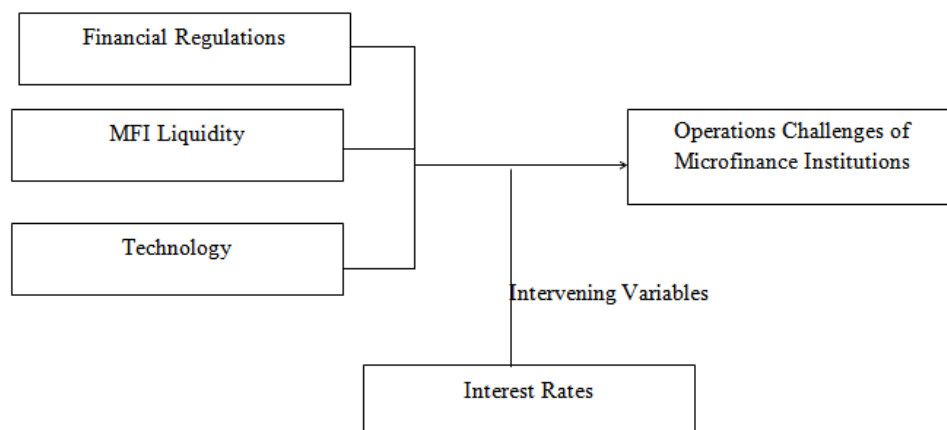 Financial Regulations
MFI Liquidity
Operations Challenges of
Microfinance Institutions
Technology
Intervening Variables
Interest Rates